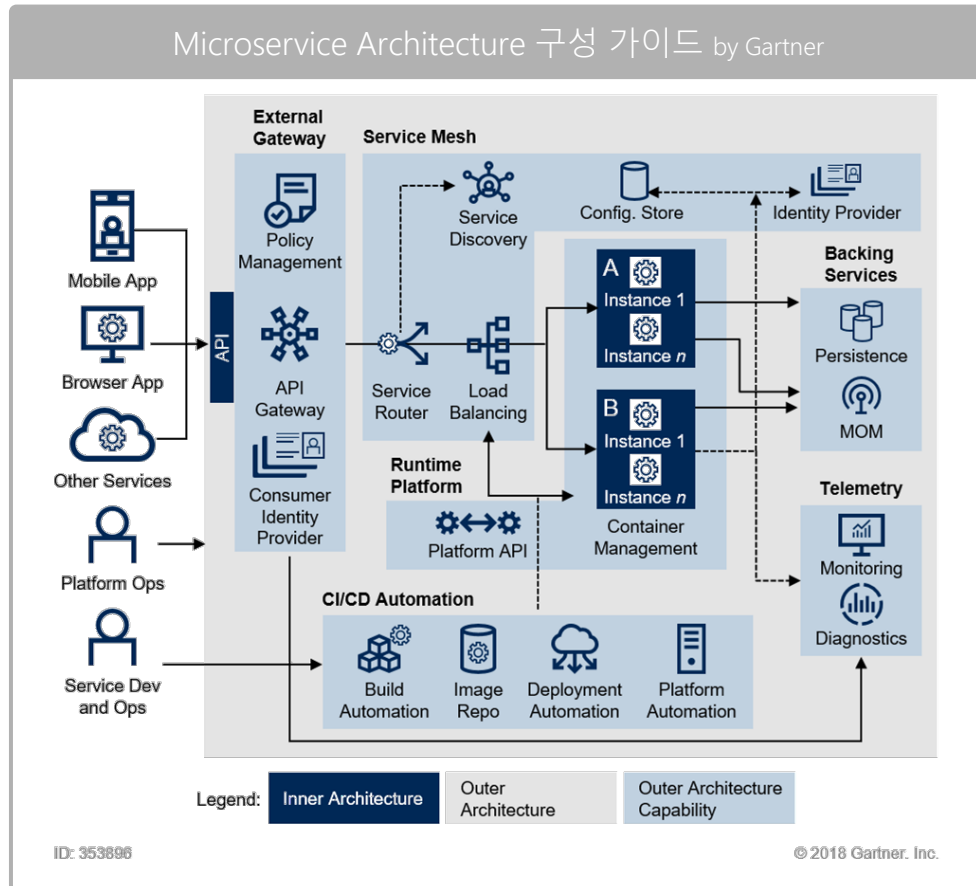 Microservice Architecture 구성 가이드 by Gartner
External
Gateway
Service Mesh
Policy
Management
Service
Discovery
Config. Store
Identity Provider
Mobile App
Browser App
Other Services
API
API
Gateway
Consumer
Identity
Provider
Service
Router
Load
Balancing
A
Instance 1
Instance n
B
Instance 1
Instance n
Container
Management
Backing
Services
Persistence
MOM
Runtime
Platform
Platform API
Telemetry
Monitoring
Diagnostics
Platform Ops
Service Dev
and Ops
CI/CD Automation
Build
Automation
Image
Repo
Deployment
Automation
Platform
Automation
Legend:
Inner Architecture
Outer
Architecture
Outer Architecture
Capability
ID: 353896
© 2018 Gartner. Inc.